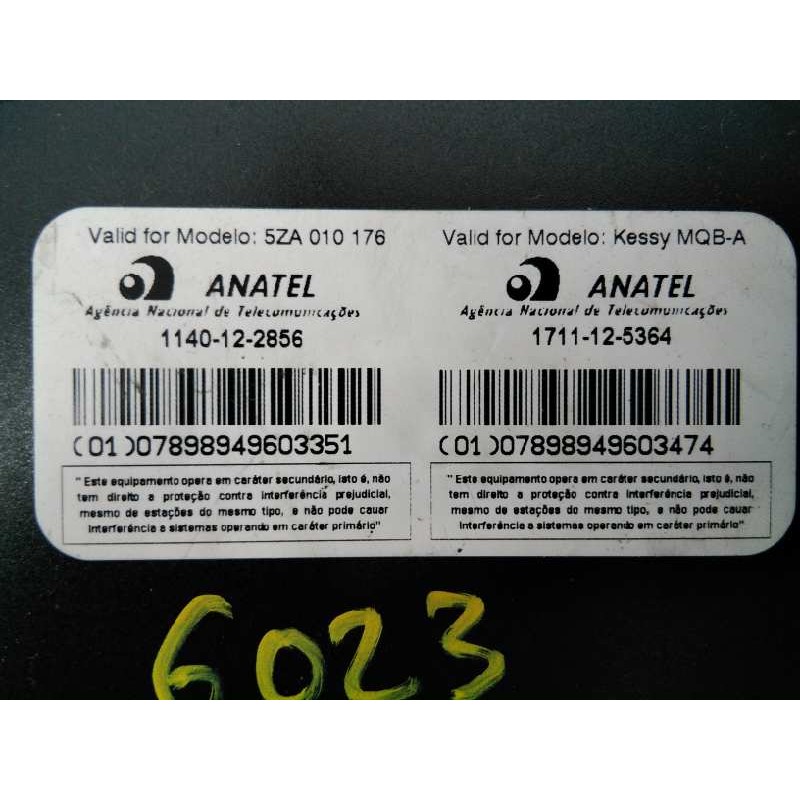 Valid for Modelo: 5ZA 010 176
ANATEL
Agência Nacional de Telecomunicações
1140-12-2856
(01)07898949603351
"Este equipamento opera em caráter secundário, isto é, não
tem direito a proteção contra interferência prejudicial,
mesmo de estações do mesmo tipo, e não pode cauar
interferência a sistemas operando em caráter primário"
Valid for Modelo: Kessy MQB-A
ANATEL
Agência Nacional de Telecomunicações
1711-12-5364
(01)07898949603474
"Este equipamento opera em caráter secundário, isto é, não
tem direito a proteção contra interferência prejudicial,
mesmo de estações do mesmo tipo, e não pode cauar
interferência a sistemas operando em caráter primário"
6023